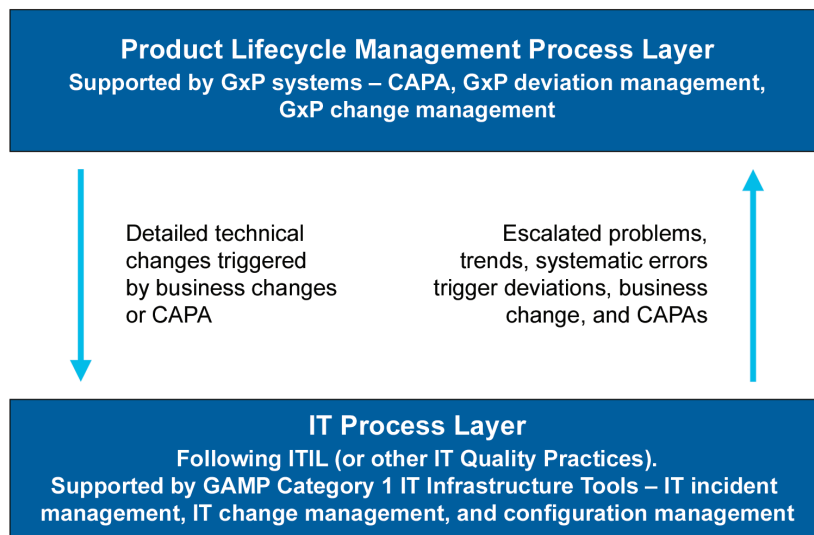 Product Lifecycle Management Process Layer
Supported by GxP systems – CAPA, GxP deviation management,
GxP change management
Detailed technical
changes triggered
by business changes
or CAPA
Escalated problems,
trends, systematic errors
trigger deviations, business
change, and CAPAs
IT Process Layer
Following ITIL (or other IT Quality Practices).
Supported by GAMP Category 1 IT Infrastructure Tools – IT incident
management, IT change management, and configuration management